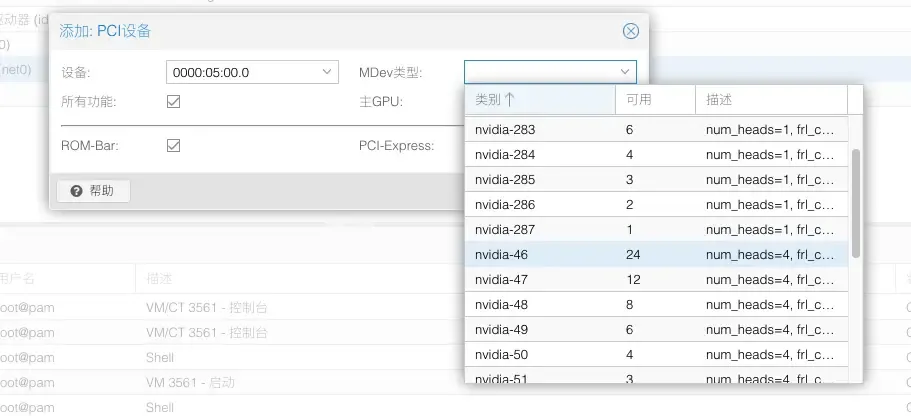 动器 (id
0)
net0)
添加: PCI设备
设备: 0000:05:00.0 MDev类型:
所有功能: 主GPU:
ROM-Bar: PCI-Express:
帮助
类别 可用 描述
nvidia-283 6 num_heads=1, frl_c...
nvidia-284 4 num_heads=1, frl_c...
nvidia-285 3 num_heads=1, frl_c...
nvidia-286 2 num_heads=1, frl_c...
nvidia-287 1 num_heads=1, frl_c...
nvidia-46 24 num_heads=4, frl_c...
nvidia-47 12 num_heads=4, frl_c...
nvidia-48 8 num_heads=4, frl_c...
nvidia-49 6 num_heads=4, frl_c...
nvidia-50 4 num_heads=4, frl_c...
nvidia-51 3 num_heads=4, frl_c...
用户名 描述
oot@pam VM/CT 3561 - 控制台
oot@pam VM/CT 3561 - 控制台
oot@pam Shell
oot@pam VM 3561 - 启动
oot@pam Shell